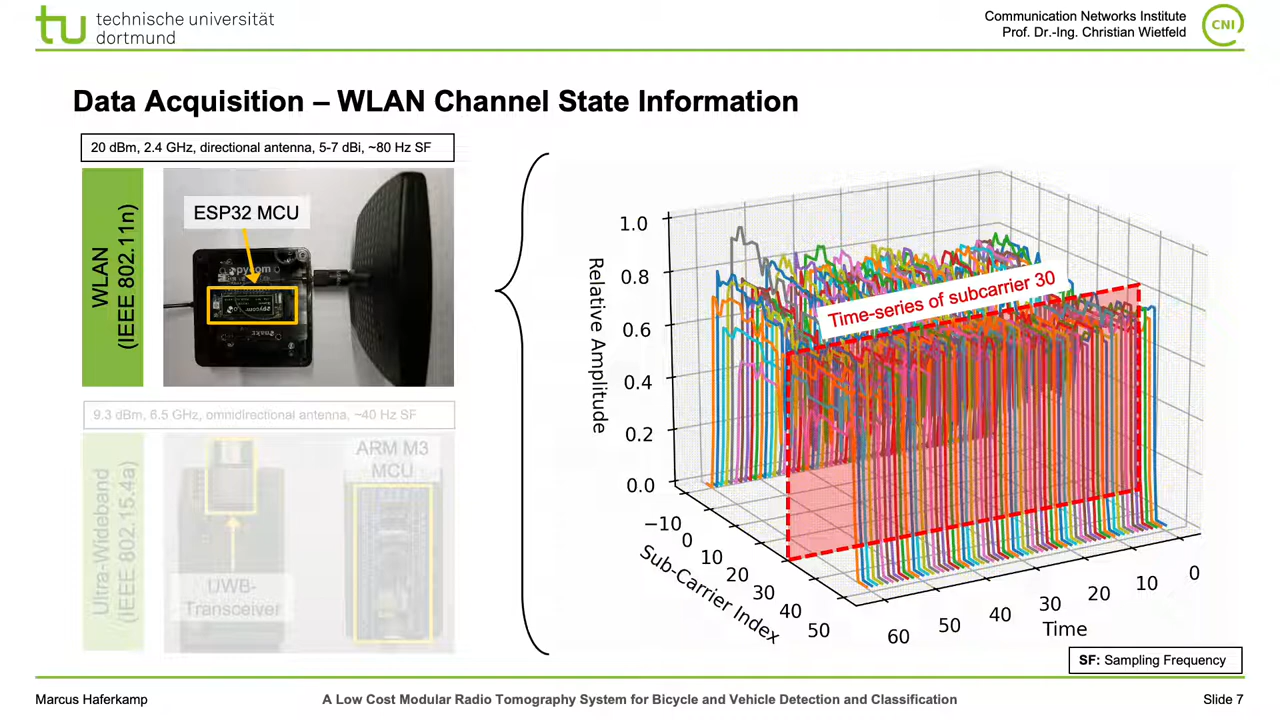 technische universität
dortmund
Communication Networks Institute
Prof. Dr.-Ing. Christian Wietfeld
CNI
Data Acquisition – WLAN Channel State Information
20 dBm, 2.4 GHz, directional antenna, 5-7 dBi, ~80 Hz SF
WLAN
(IEEE 802.11n)
ESP32 MCU
pycom
9.3 dBm, 6.5 GHz, omnidirectional antenna, ~40 Hz SF
Ultra-Wideband
(IEEE 802.15.4a)
UWB-
Transceiver
ARM M3
MCU
Relative Amplitude
1.0
0.8
0.6
0.4
0.2
0.0
Time-series of subcarrier 30
−10
0
10
20
30
40
50
Sub-Carrier Index
60
50
40
30
20
10
0
Time
SF: Sampling Frequency
Marcus Haferkamp
A Low Cost Modular Radio Tomography System for Bicycle and Vehicle Detection and Classification
Slide 7